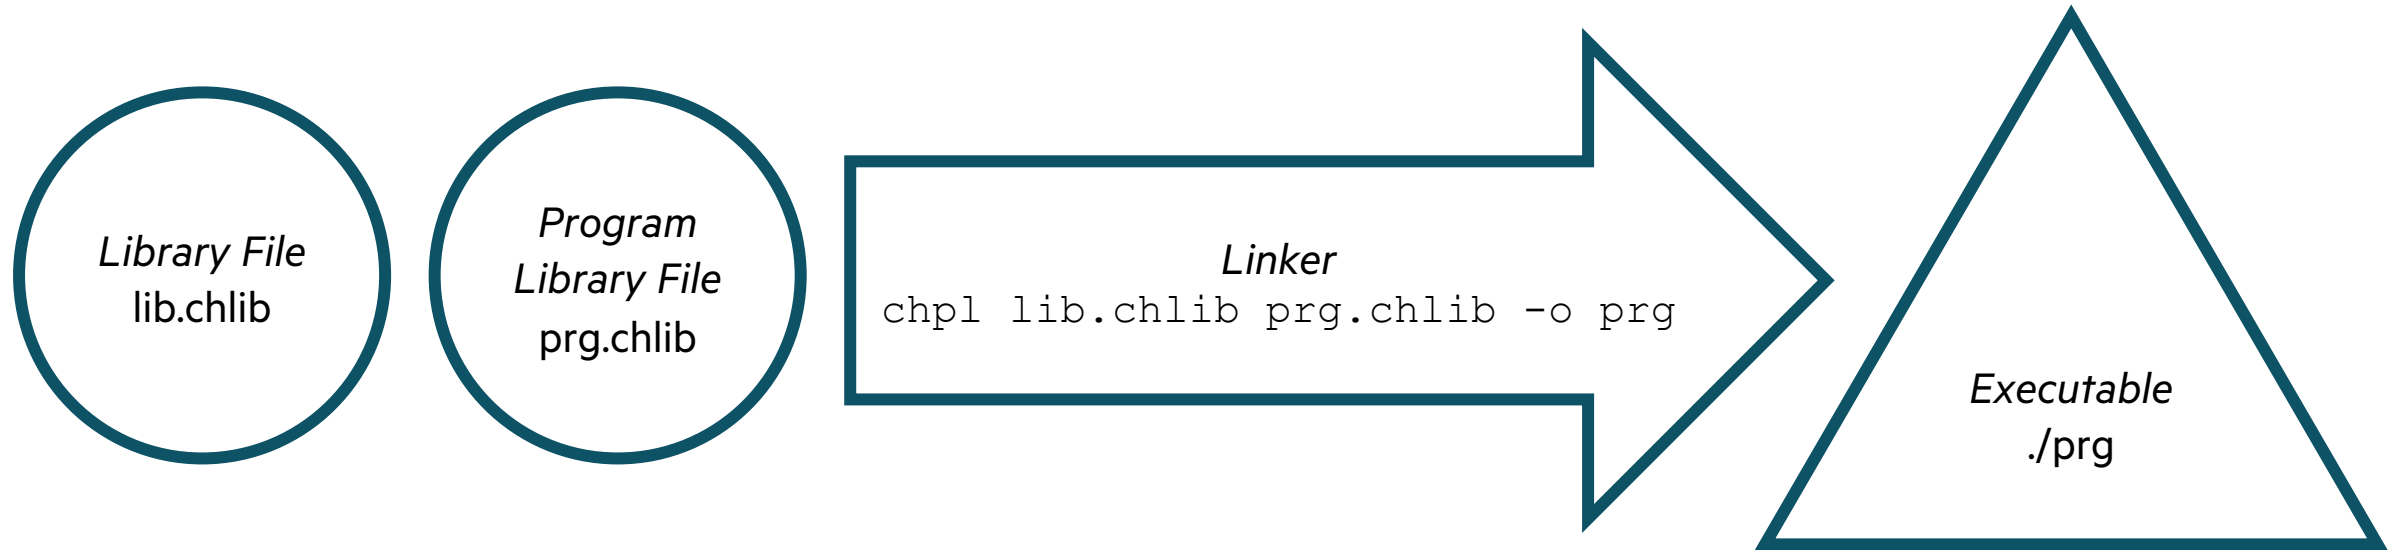 Library File
lib.chlib
Program
Library File
prg.chlib
Linker
chpl lib.chlib prg.chlib -o prg
Executable
./prg